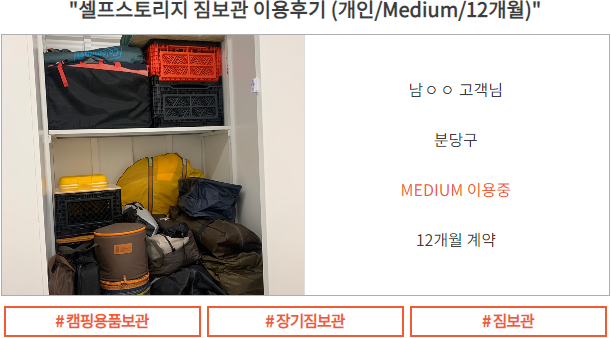 "셀프스토리지 짐보관 이용후기 (개인/Medium/12개월)"
남ㅇㅇ 고객님
분당구
MEDIUM 이용중
12개월 계약
#캠핑용품보관
#장기짐보관
#짐보관